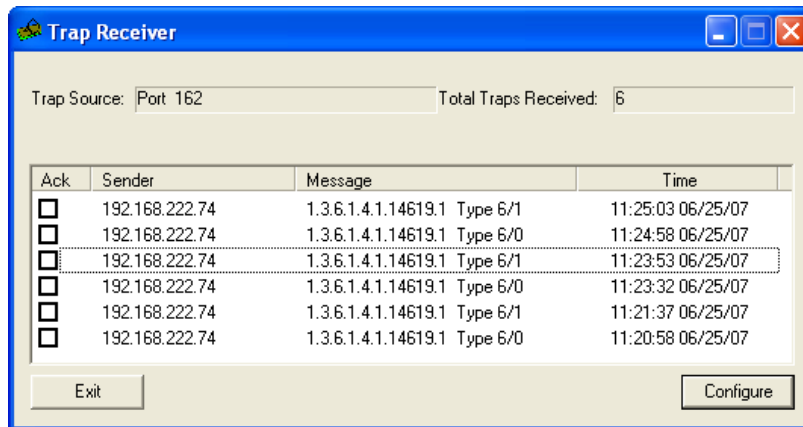 Trap Receiver
Trap Source: Port 162 Total Traps Received: 6
Ack Sender Message Time
192.168.222.74 1.3.6.1.4.1.14619.1 Type 6/1 11:25:03 06/25/07
192.168.222.74 1.3.6.1.4.1.14619.1 Type 6/0 11:24:58 06/25/07
192.168.222.74 1.3.6.1.4.1.14619.1 Type 6/1 11:23:53 06/25/07
192.168.222.74 1.3.6.1.4.1.14619.1 Type 6/0 11:23:32 06/25/07
192.168.222.74 1.3.6.1.4.1.14619.1 Type 6/1 11:21:37 06/25/07
192.168.222.74 1.3.6.1.4.1.14619.1 Type 6/0 11:20:58 06/25/07
Exit Configure